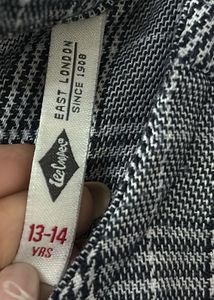 EAST LONDON
SINCE 1908
Lee Cooper
13-14
YRS